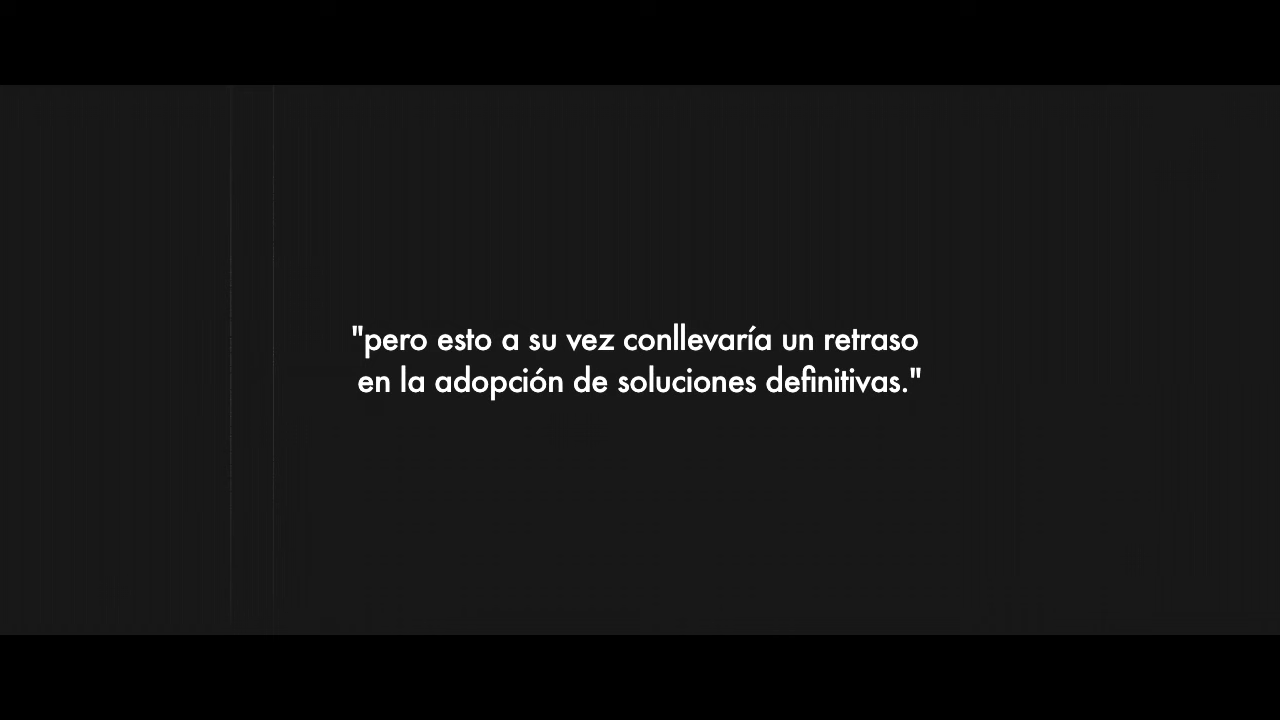 "pero esto a su vez conllevaría un retraso
en la adopción de soluciones definitivas."